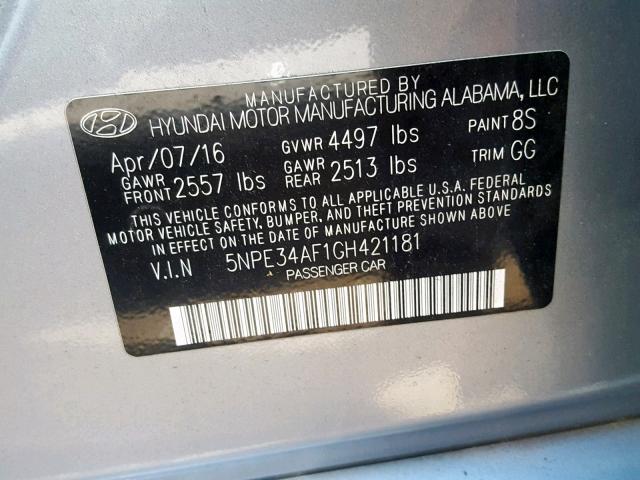 MANUFACTURED BY
HYUNDAI MOTOR MANUFACTURING ALABAMA, LLC
Apr/07/16 GVWR 4497 lbs PAINT 8S
GAWR FRONT 2557 lbs GAWR REAR 2513 lbs TRIM GG
THIS VEHICLE CONFORMS TO ALL APPLICABLE U.S.A. FEDERAL
MOTOR VEHICLE SAFETY, BUMPER, AND THEFT PREVENTION STANDARDS
IN EFFECT ON THE DATE OF MANUFACTURE SHOWN ABOVE
V.I.N 5NPE34AF1GH421181
PASSENGER CAR